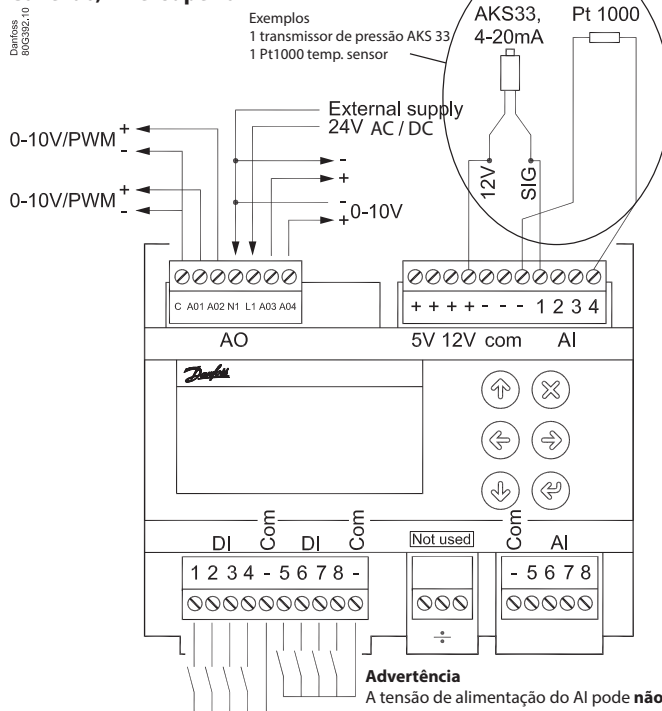 Danfoss
80G392.10
Exemplos
1 transmissor de pressão AKS 33
1 Pt1000 temp. sensor
AKS33,
4-20mA
Pt 1000
External supply
24V AC / DC
0-10V/PWM
+
-
-
+
12V
SIG
0-10V/PWM
+
-
-
+
0-10V
C A01 A02 N1 L1 A03 A04
+ + + + - - - 1 2 3 4
AO
5V 12V com AI
Danfoss
DI
Com
DI
Com
Not used
Com
AI
1 2 3 4 - 5 6 7 8 -
- 5 6 7 8
÷
Advertência
A tensão de alimentação do AI pode não